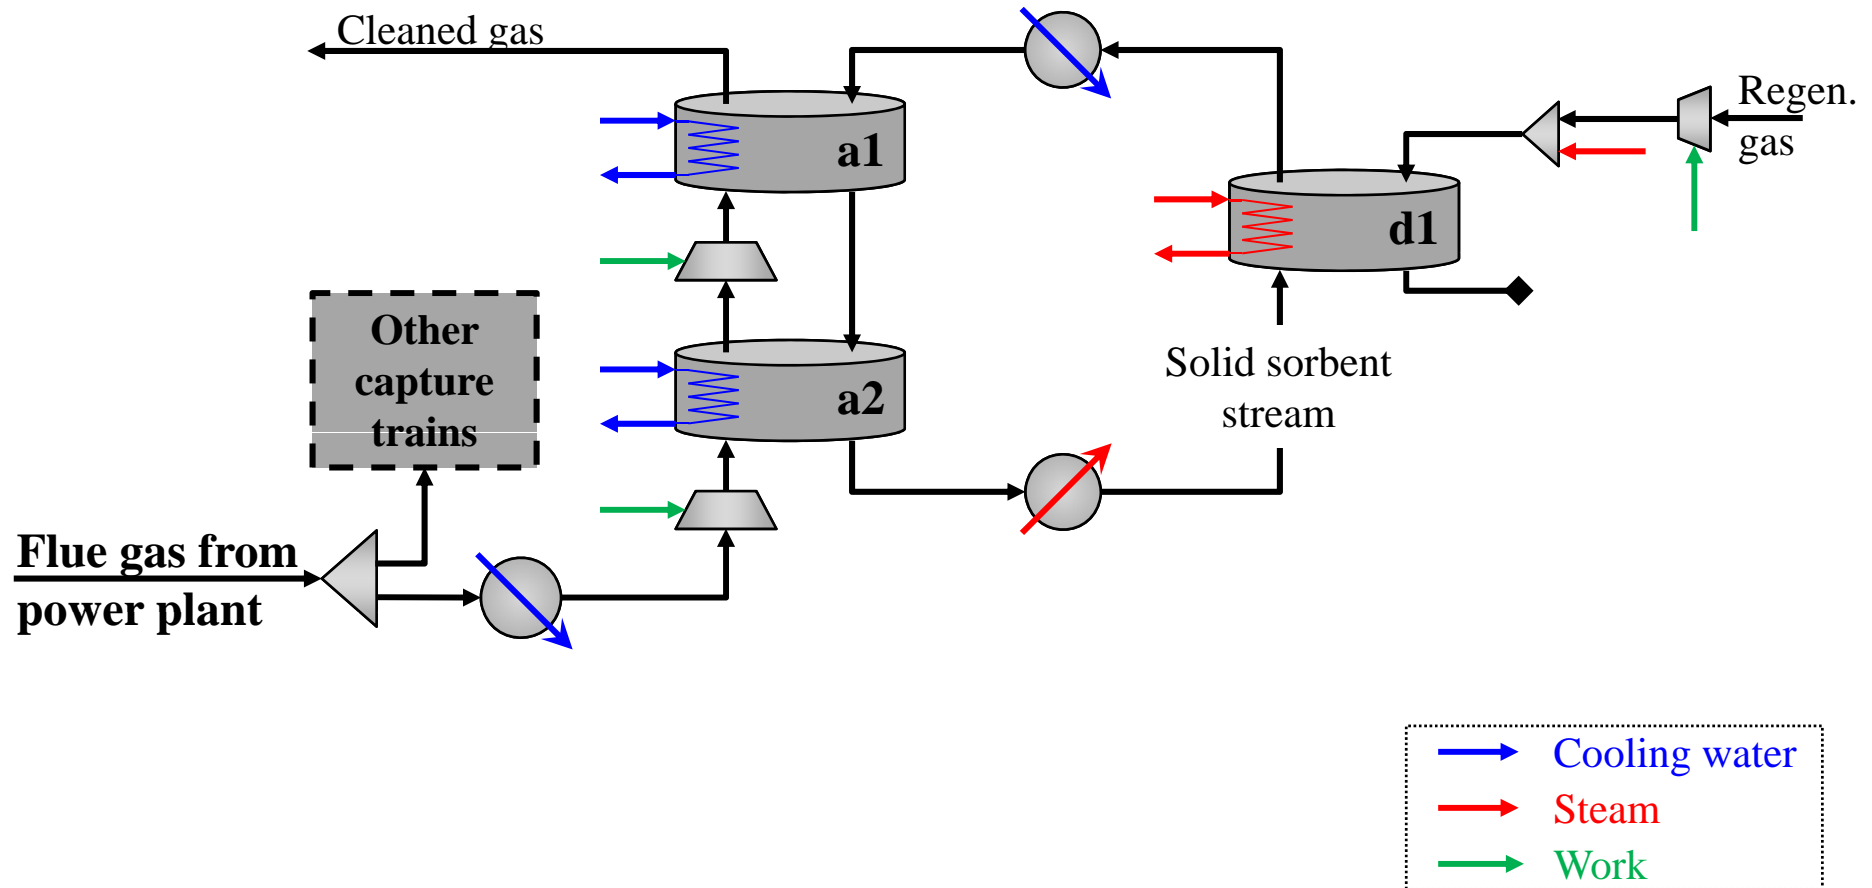 Cleaned gas
Regen.
gas
a1
d1
Other
capture
trains
Solid sorbent
stream
a2
Flue gas from
power plant
Cooling water
Steam
Work